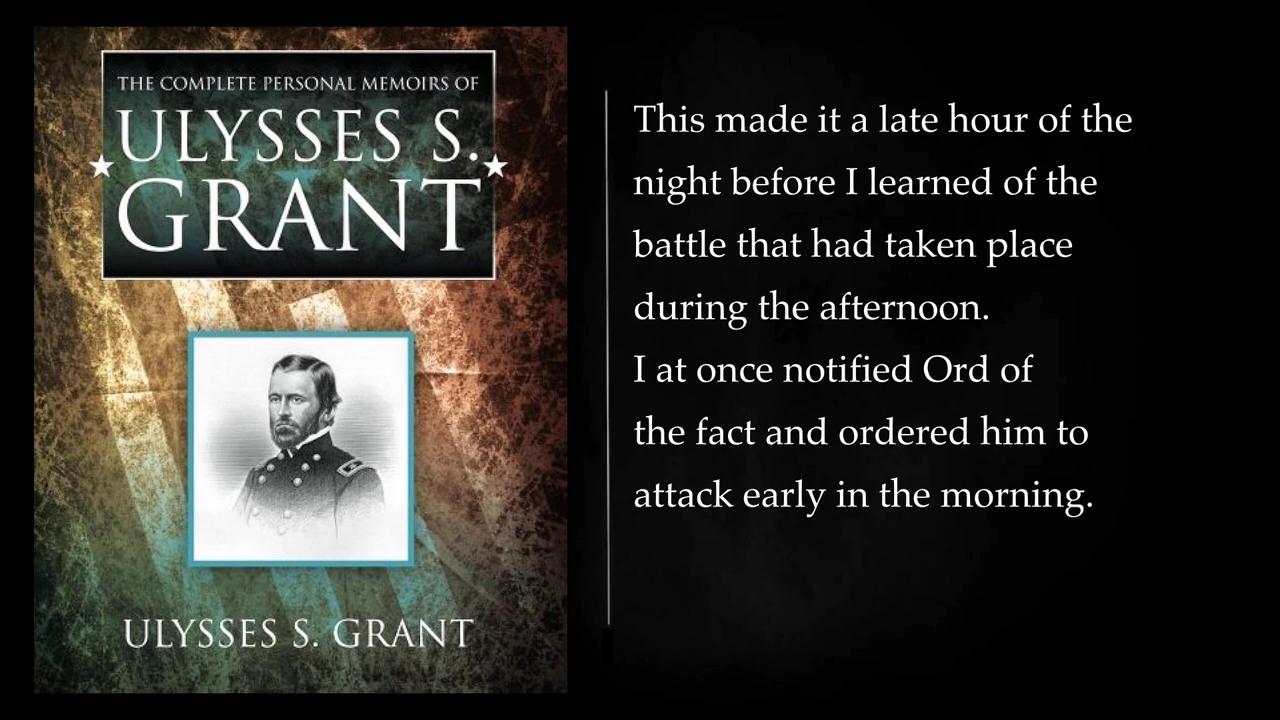 THE COMPLETE PERSONAL MEMOIRS OF
ULYSSES S.
GRANT
ULYSSES S. GRANT
This made it a late hour of the
night before I learned of the
battle that had taken place
during the afternoon.
I at once notified Ord of
the fact and ordered him to
attack early in the morning.